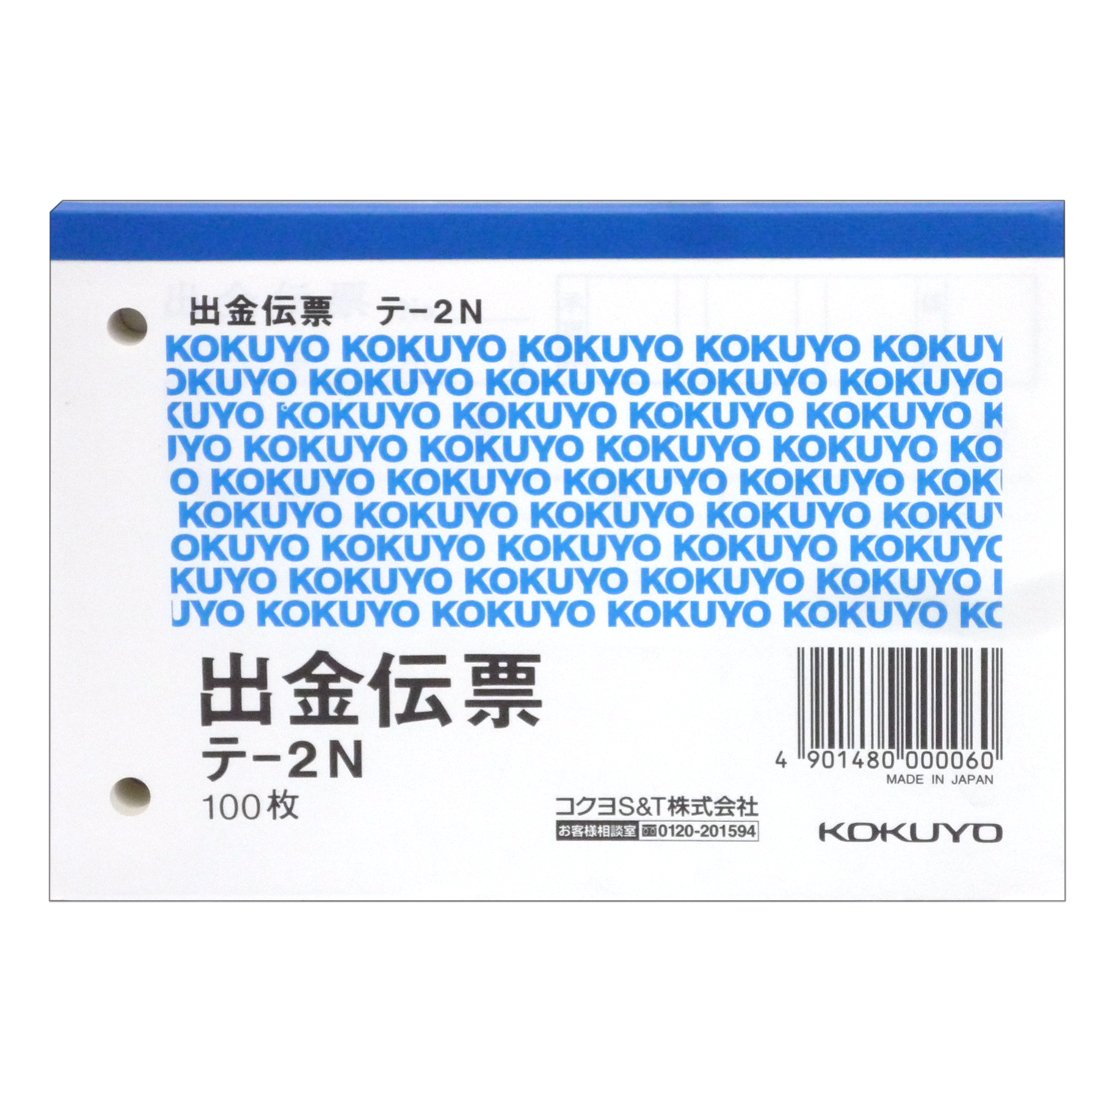 出金伝票 テ-2N
KOKUYO KOKUYO KOKUYO KOKUYO KOKUY
OKUYO KOKUYO KOKUYO KOKUYO KOKUYO
KUYO KOKUYO KOKUYO KOKUYO KOKUYO K
UYO KOKUYO KOKUYO KOKUYO KOKUYO KO
O KOKUYO KOKUYO KOKUYO KOKUYO KOK
KOKUYO KOKUYO KOKUYO KOKUYO KOKU
OKUYO KOKUYO KOKUYO KOKUYO KOKUYO
KUYO KOKUYO KOKUYO KOKUYO KOKUYO
UYO KOKUYO KOKUYO KOKUYO KOKUYO KO
出金伝票
テ-2N
100枚
4 901480 000060
MADE IN JAPAN
コクヨS&T株式会社
お客様相談室 0120-201594
KOKUYO